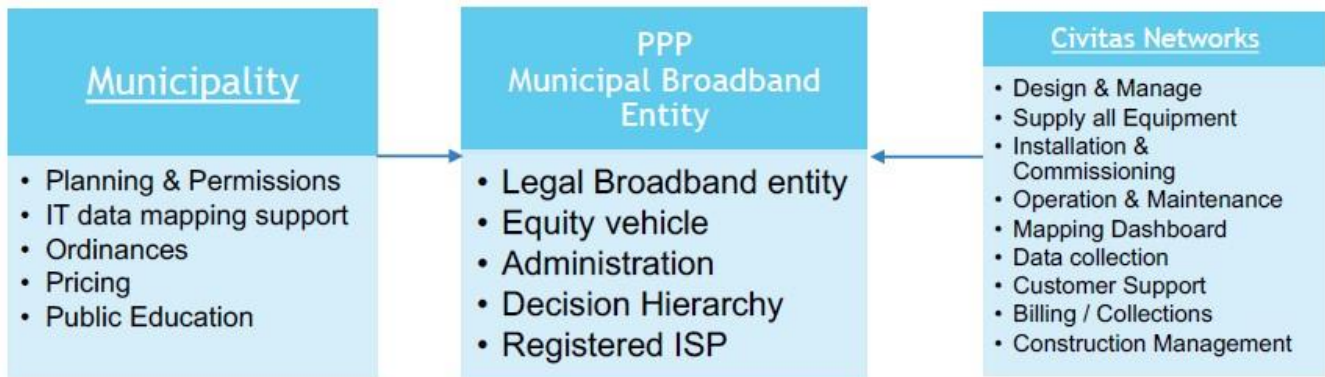 Municipality
• Planning & Permissions
• IT data mapping support
• Ordinances
• Pricing
• Public Education
PPP
Municipal Broadband
Entity
• Legal Broadband entity
• Equity vehicle
• Administration
• Decision Hierarchy
• Registered ISP
Civitas Networks
• Design & Manage
• Supply all Equipment
• Installation &
Commissioning
• Operation & Maintenance
• Mapping Dashboard
• Data collection
• Customer Support
• Billing / Collections
• Construction Management